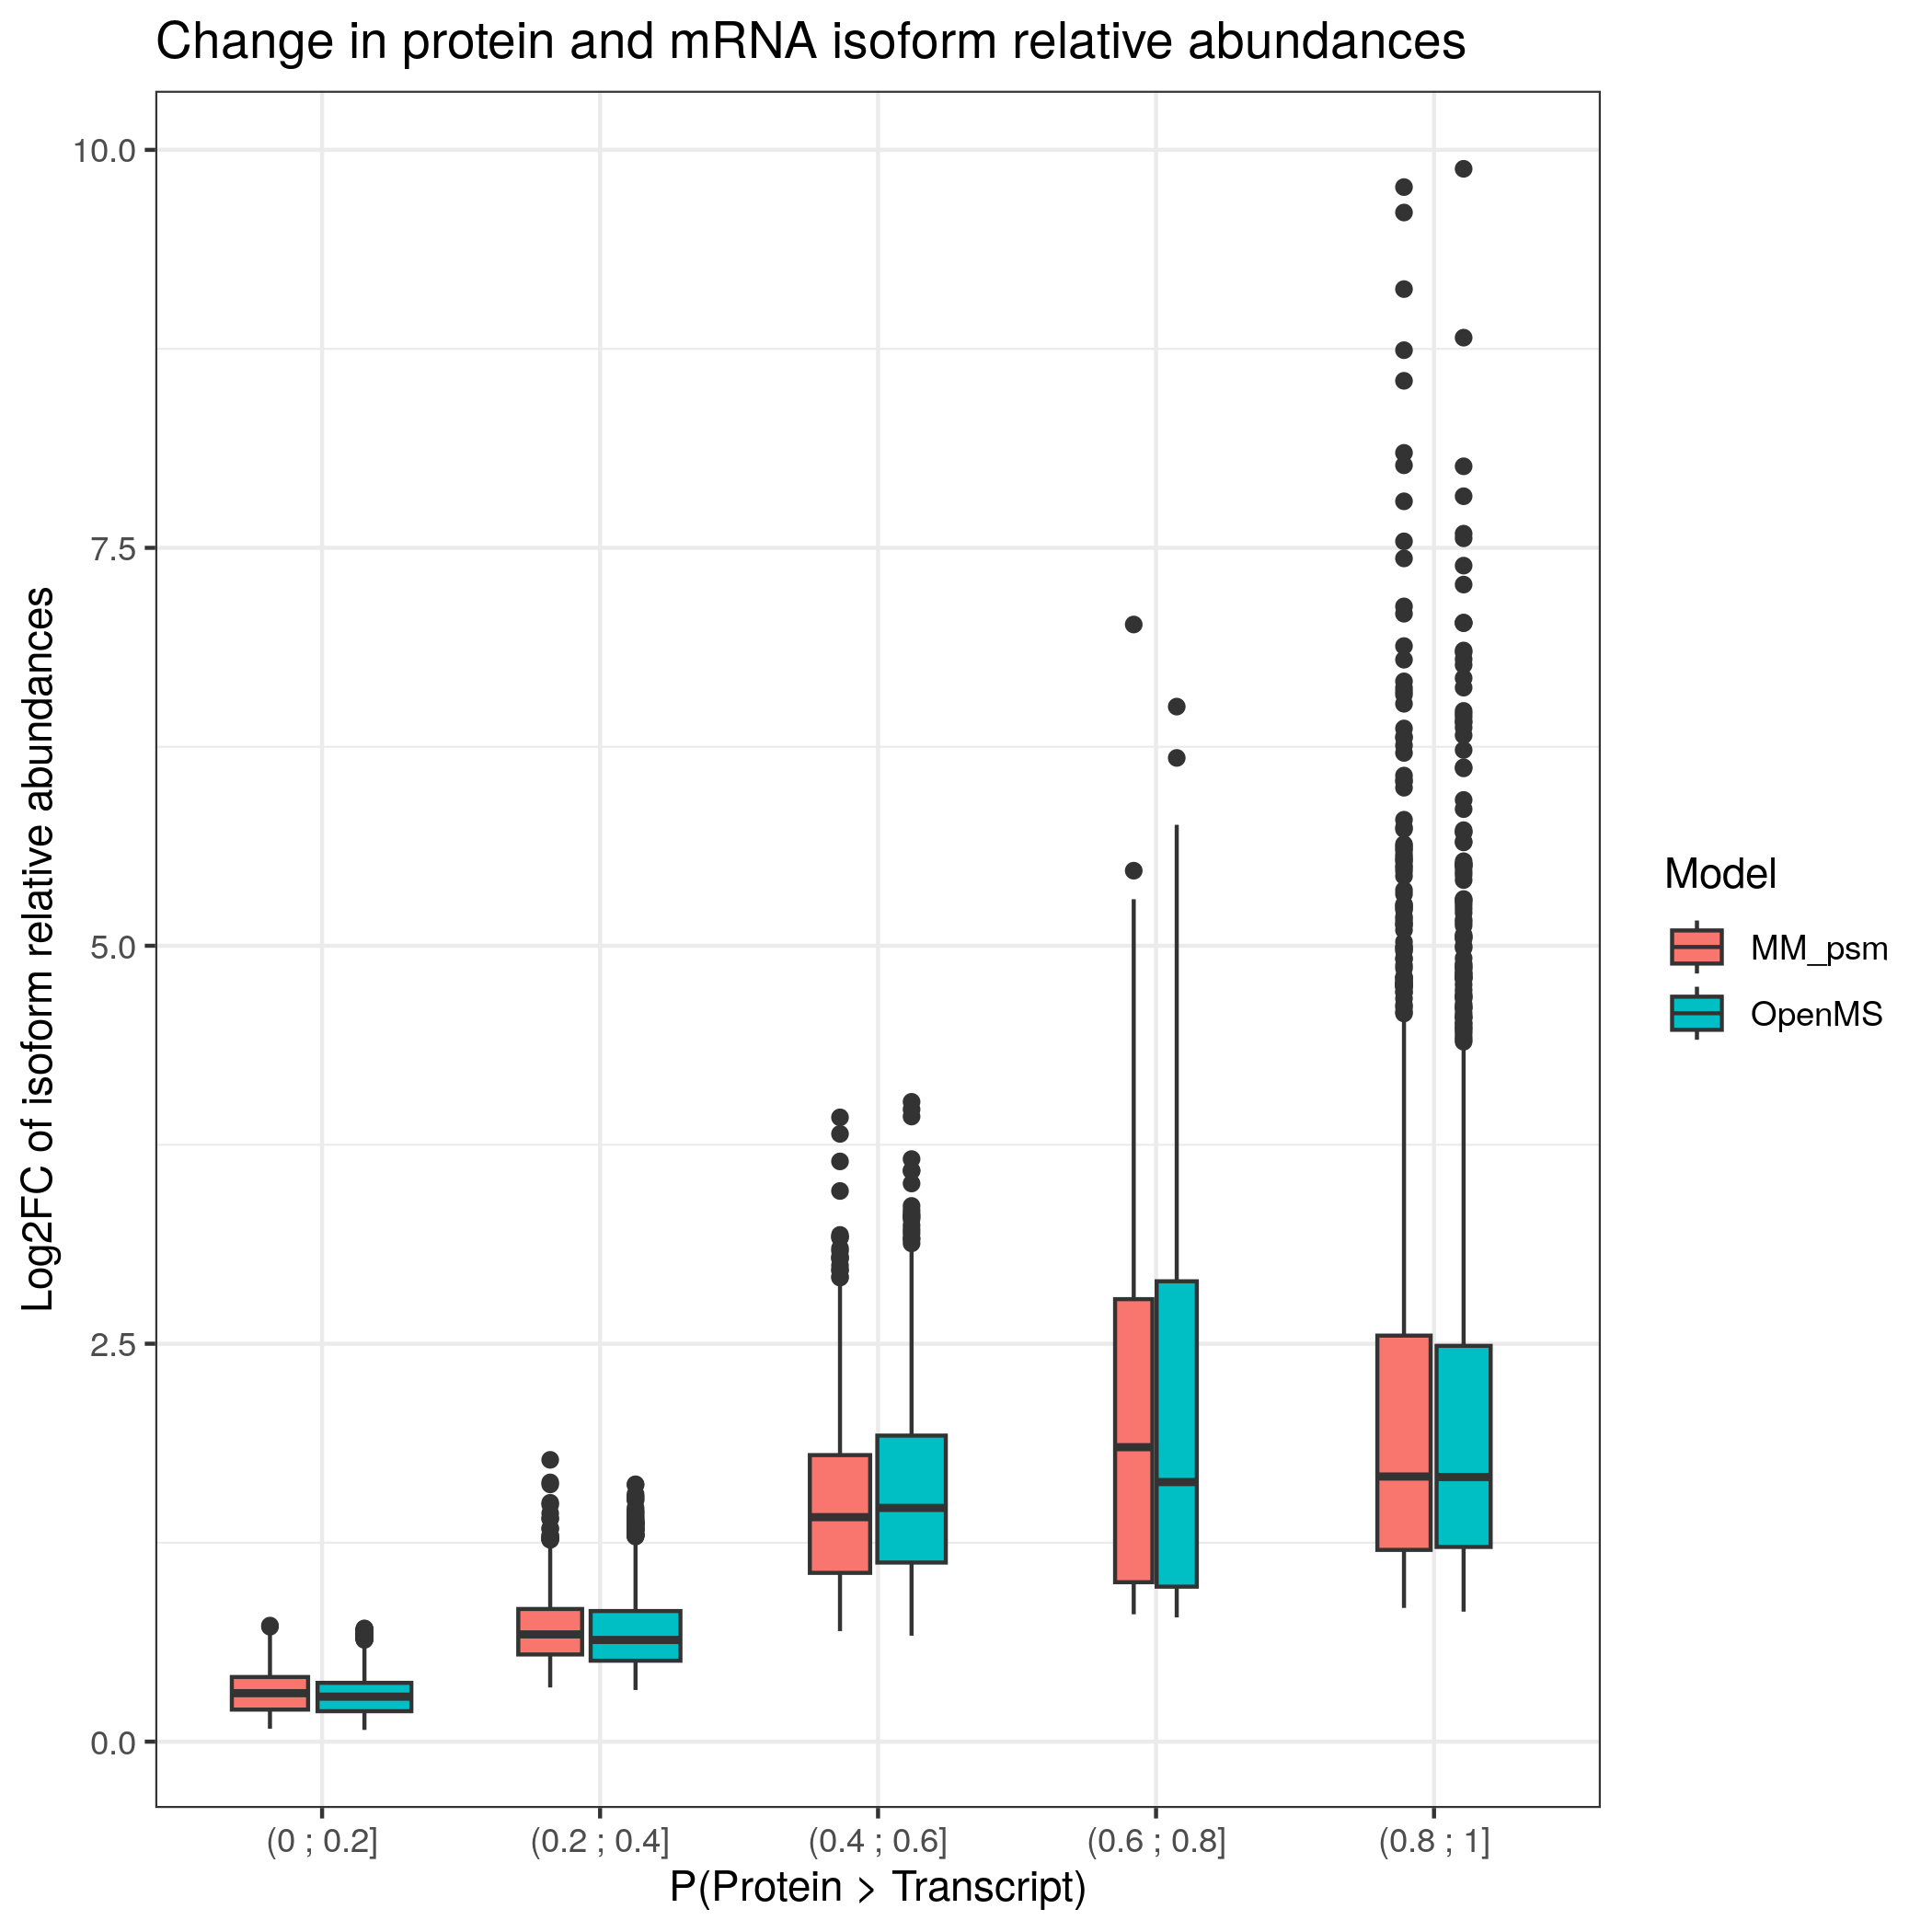 Change in protein and mRNA isoform relative abundances
Log2FC of isoform relative abundances
10.0
7.5
5.0
2.5
0.0
(0 ; 0.2]
(0.2 ; 0.4]
(0.4 ; 0.6]
(0.6 ; 0.8]
(0.8 ; 1]
P(Protein > Transcript)
Model
MM_psm
OpenMS